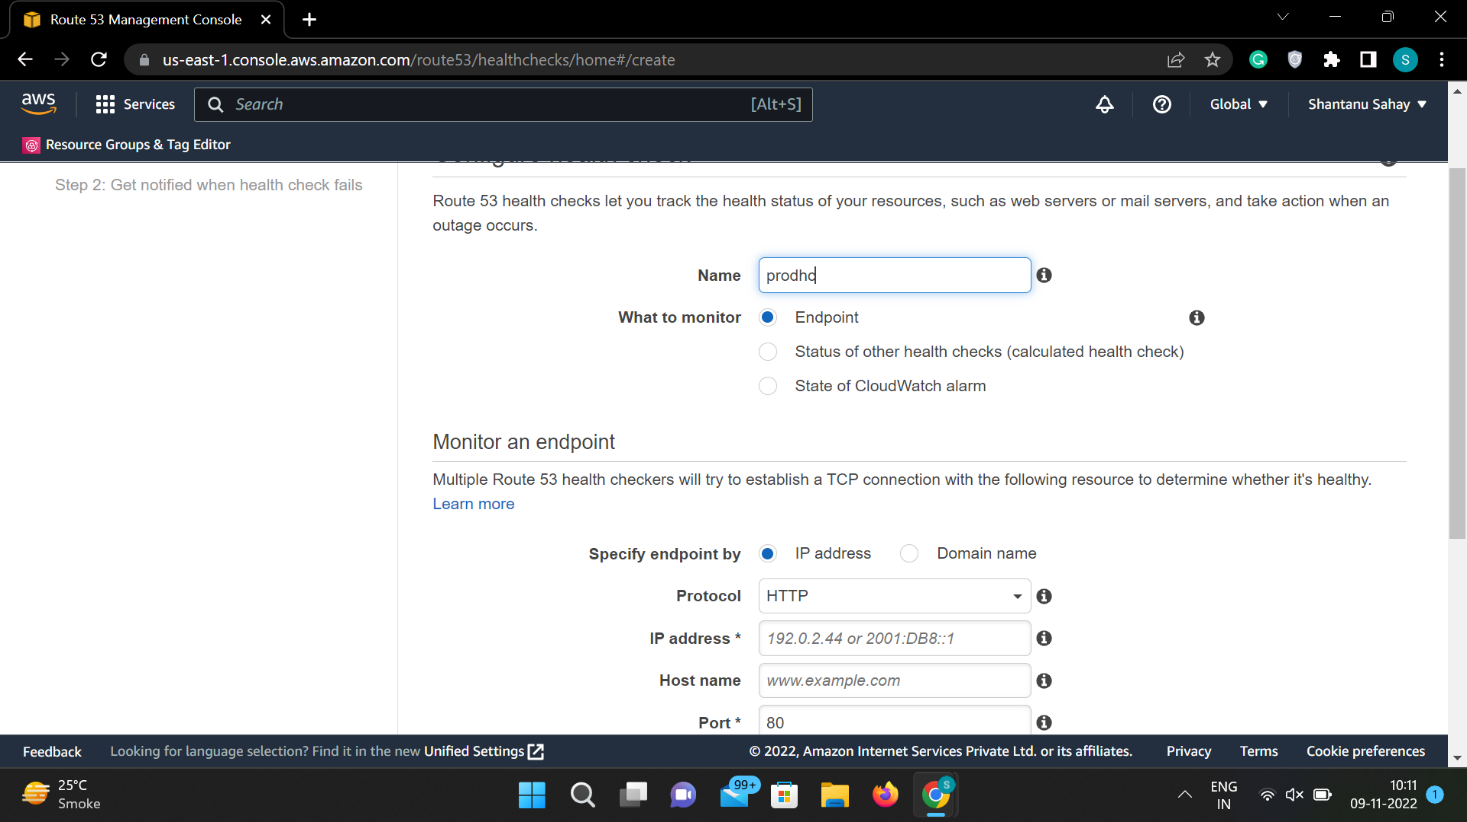 Route 53 Management Console
us-east-1.console.aws.amazon.com/route53/healthchecks/home#/create
S
aws
Services
Search
[Alt+S]
Global
Shantanu Sahay
Resource Groups & Tag Editor
Step 2: Get notified when health check fails
Route 53 health checks let you track the health status of your resources, such as web servers or mail servers, and take action when an
outage occurs.
Name
prodhc
What to monitor
Endpoint
Status of other health checks (calculated health check)
State of CloudWatch alarm
Monitor an endpoint
Multiple Route 53 health checkers will try to establish a TCP connection with the following resource to determine whether it's healthy.
Learn more
Specify endpoint by
IP address
Domain name
Protocol
HTTP
IP address *
192.0.2.44 or 2001:DB8::1
Host name
www.example.com
Port *
80
Feedback
Looking for language selection? Find it in the new Unified Settings
© 2022, Amazon Internet Services Private Ltd. or its affiliates.
Privacy
Terms
Cookie preferences
25°C
Smoke
99+
S
ENG
IN
10:11
09-11-2022
1